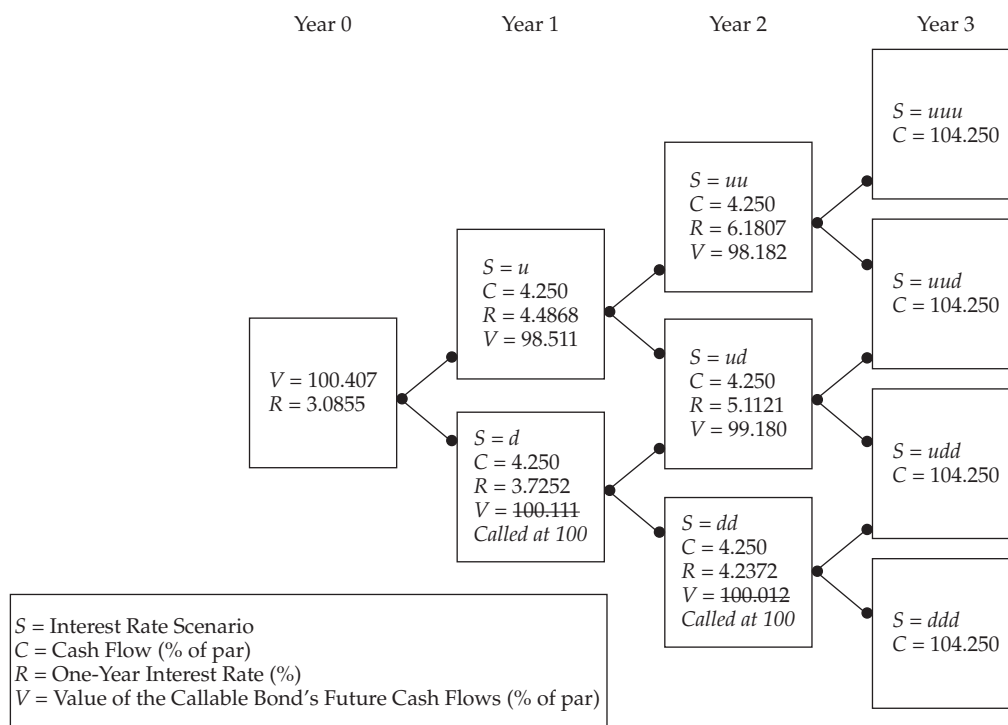 Year 0
Year 1
Year 2
Year 3
V = 100.407
R = 3.0855
S = u
C = 4.250
R = 4.4868
V = 98.511
S = d
C = 4.250
R = 3.7252
V = 100.111
Called at 100
S = uu
C = 4.250
R = 6.1807
V = 98.182
S = ud
C = 4.250
R = 5.1121
V = 99.180
S = dd
C = 4.250
R = 4.2372
V = 100.012
Called at 100
S = uuu
C = 104.250
S = uud
C = 104.250
S = udd
C = 104.250
S = ddd
C = 104.250
S = Interest Rate Scenario
C = Cash Flow (% of par)
R = One-Year Interest Rate (%)
V = Value of the Callable Bond's Future Cash Flows (% of par)